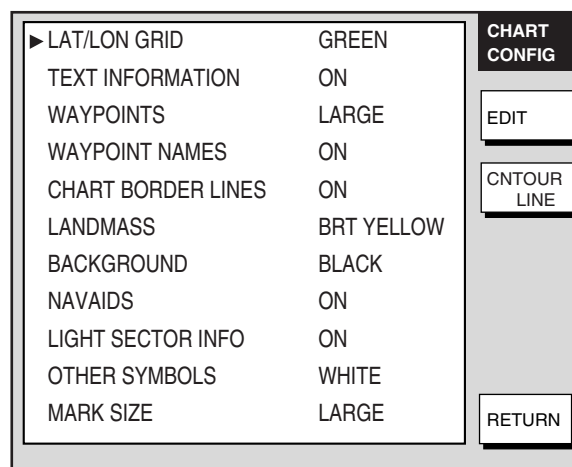 ►LAT/LON GRID GREEN
TEXT INFORMATION ON
WAYPOINTS LARGE
WAYPOINT NAMES ON
CHART BORDER LINES ON
LANDMASS BRT YELLOW
BACKGROUND BLACK
NAVAIDS ON
LIGHT SECTOR INFO ON
OTHER SYMBOLS WHITE
MARK SIZE LARGE
CHART
CONFIG
EDIT
CNTOUR
LINE
RETURN